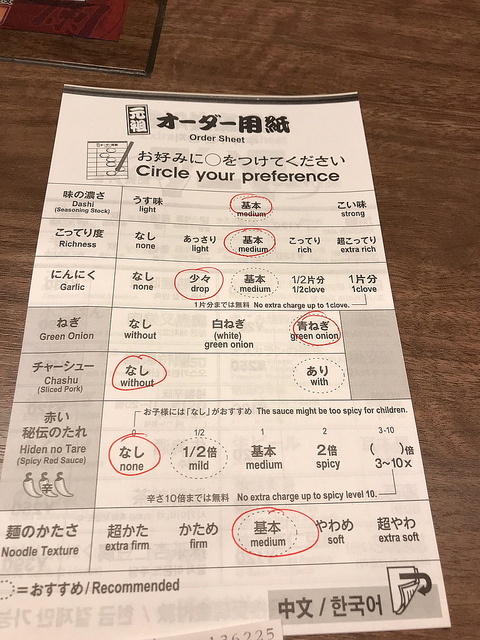 元祖 オーダー用紙
Order Sheet
お好みに○をつけてください
Circle your preference
味の濃さ うす味 基本 こい味
Dashi light medium strong
(Seasoning Stock)
こってり度 なし あっさり 基本 こってり 超こってり
Richness none light medium rich extra rich
にんにく なし 少々 基本 1/2片分 1片分
Garlic none drop medium 1/2clove 1clove
1片分までは無料 No extra charge up to 1clove.
ねぎ なし 白ねぎ 青ねぎ
Green Onion without (white) green onion
green onion
チャーシュー なし あり
Chashu without with
(Sliced Pork)
お子様には「なし」がおすすめ The sauce might be too spicy for children.
赤い 0 1/2 1 2 3-10
秘伝のたれ なし 1/2倍 基本 2倍 ( )倍
Hiden no Tare none mild medium spicy 3~10x
(Spicy Red Sauce)
辛
辛さ10倍までは無料 No extra charge up to spicy level 10.
麺のかたさ 超かた かため 基本 やわめ 超やわ
Noodle Texture extra firm firm medium soft extra soft
=おすすめ/Recommended
中文/한국어
136225